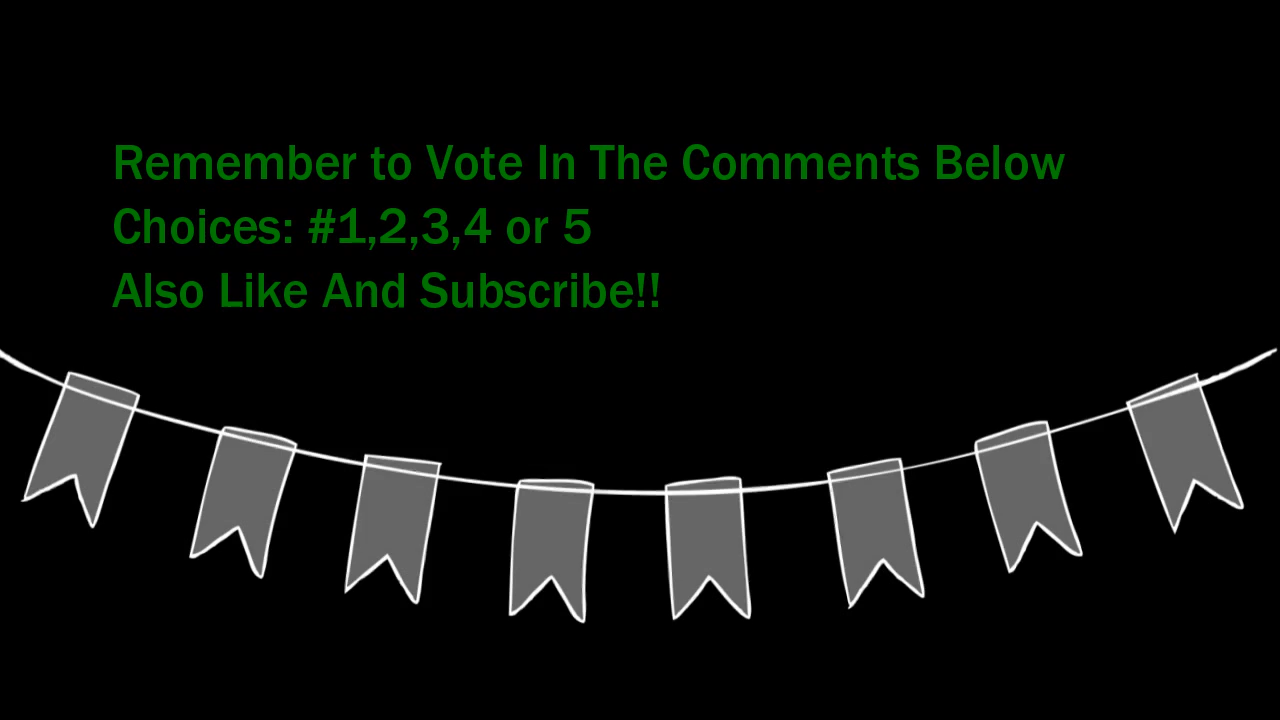 Remember to Vote In The Comments Below
Choices: #1,2,3,4 or 5
Also Like And Subscribe!!